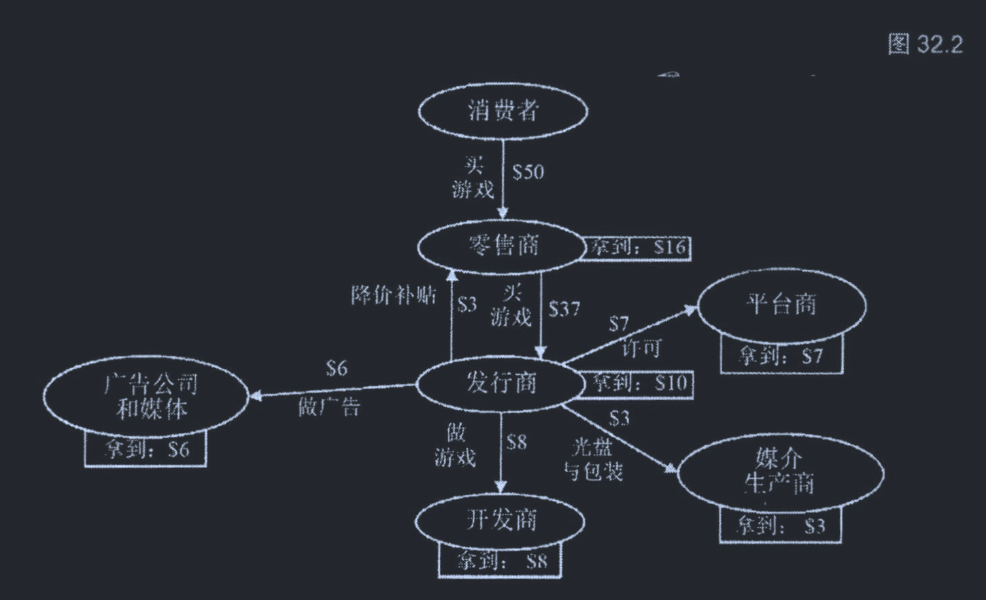 图 32.2
消费者
买
游戏
$50
零售商
拿到：$16
降价补贴
$3
买
游戏
$37
平台商
拿到：$7
$7
许可
广告公司
和媒体
拿到：$6
$6
做广告
发行商
拿到：$10
做
游戏
$8
$3
光盘
与包装
媒介
生产商
拿到： $3
开发商
拿到： $8